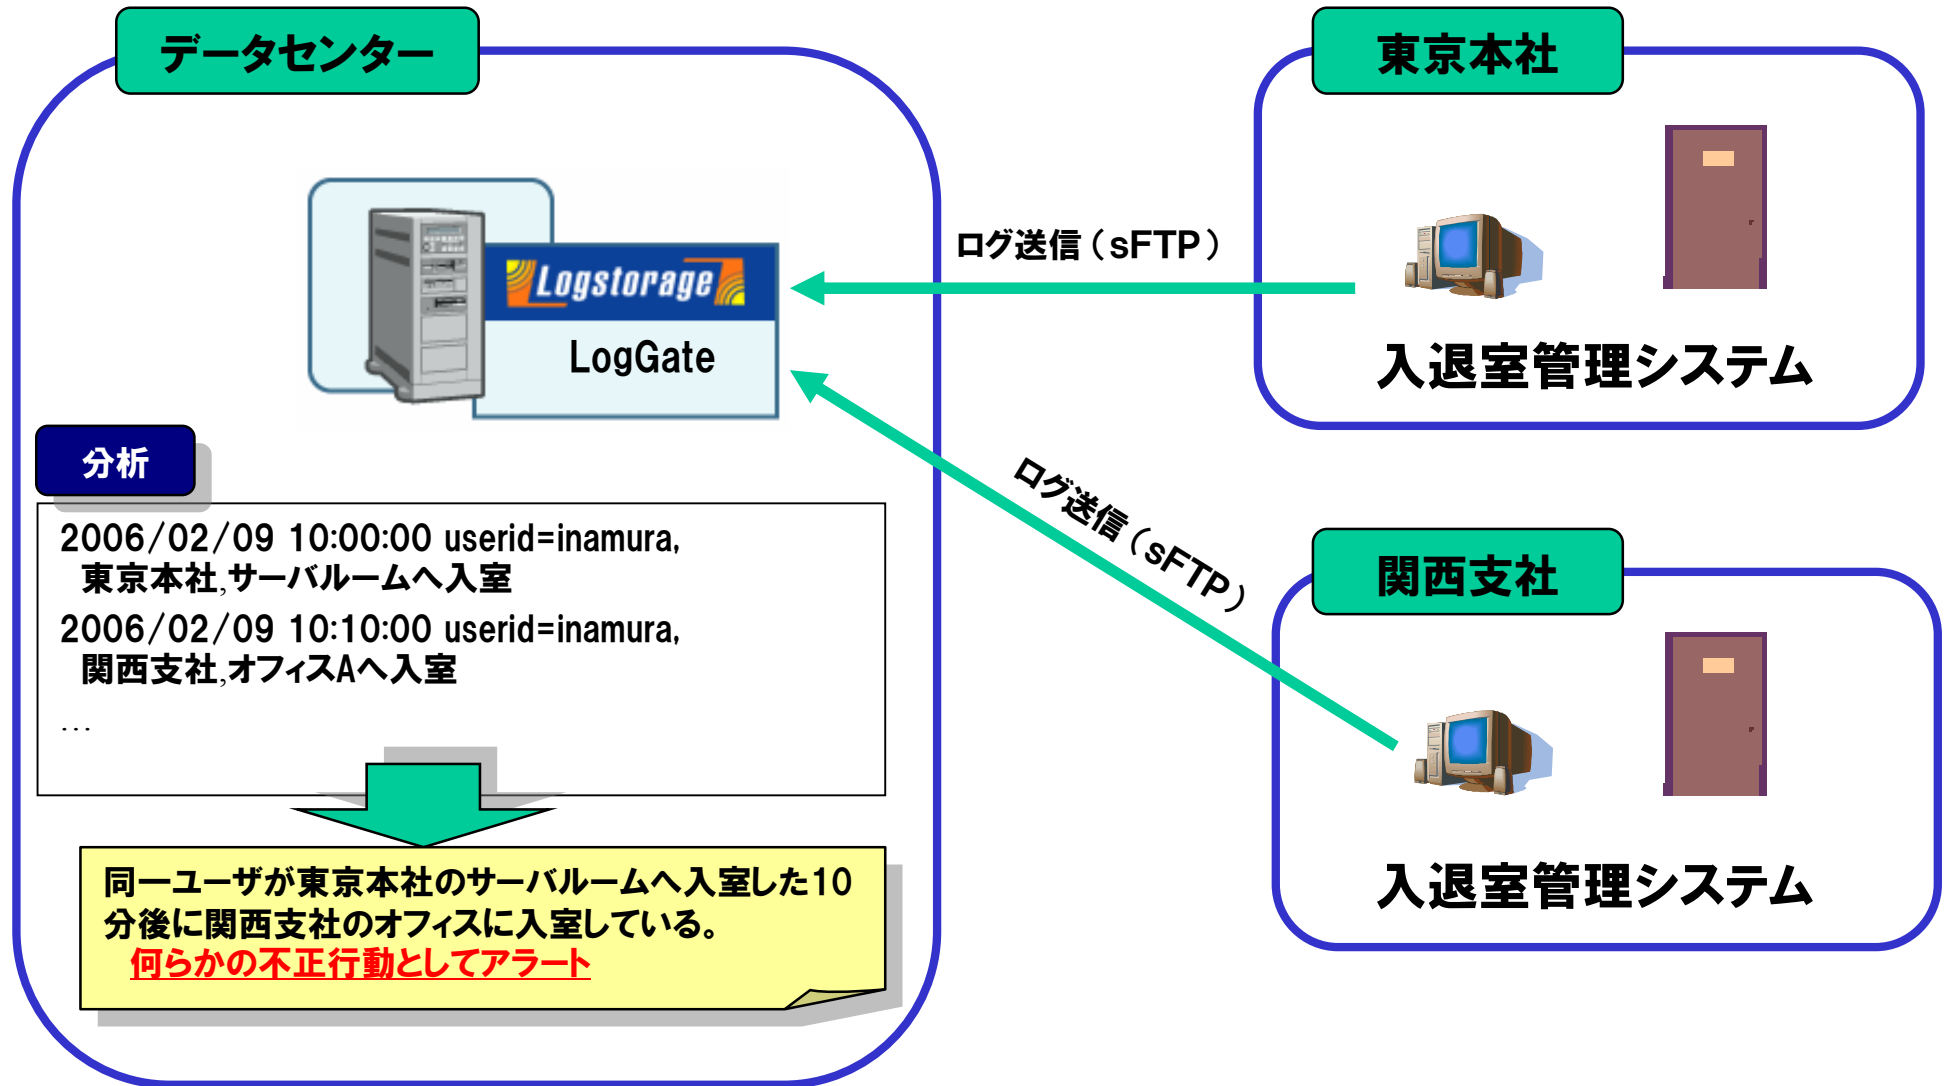 データセンター
Logstorage
LogGate
分析
2006/02/09 10:00:00 userid=inamura,
東京本社,サーバルームへ入室
2006/02/09 10:10:00 userid=inamura,
関西支社,オフィスAへ入室
...
同一ユーザが東京本社のサーバルームへ入室した10
分後に関西支社のオフィスに入室している。
何らかの不正行動としてアラート
ログ送信（sFTP）
ログ送信（sFTP）
東京本社
入退室管理システム
関西支社
入退室管理システム